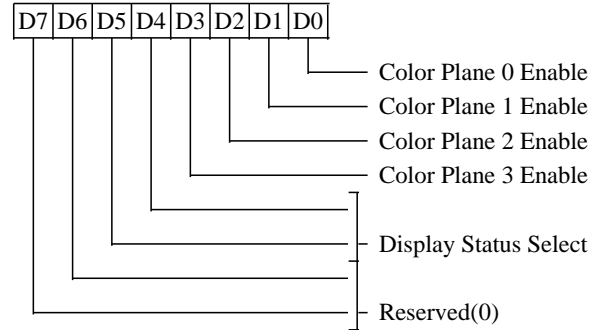 D7 D6 D5 D4 D3 D2 D1 D0
Color Plane 0 Enable
Color Plane 1 Enable
Color Plane 2 Enable
Color Plane 3 Enable
Display Status Select
Reserved(0)